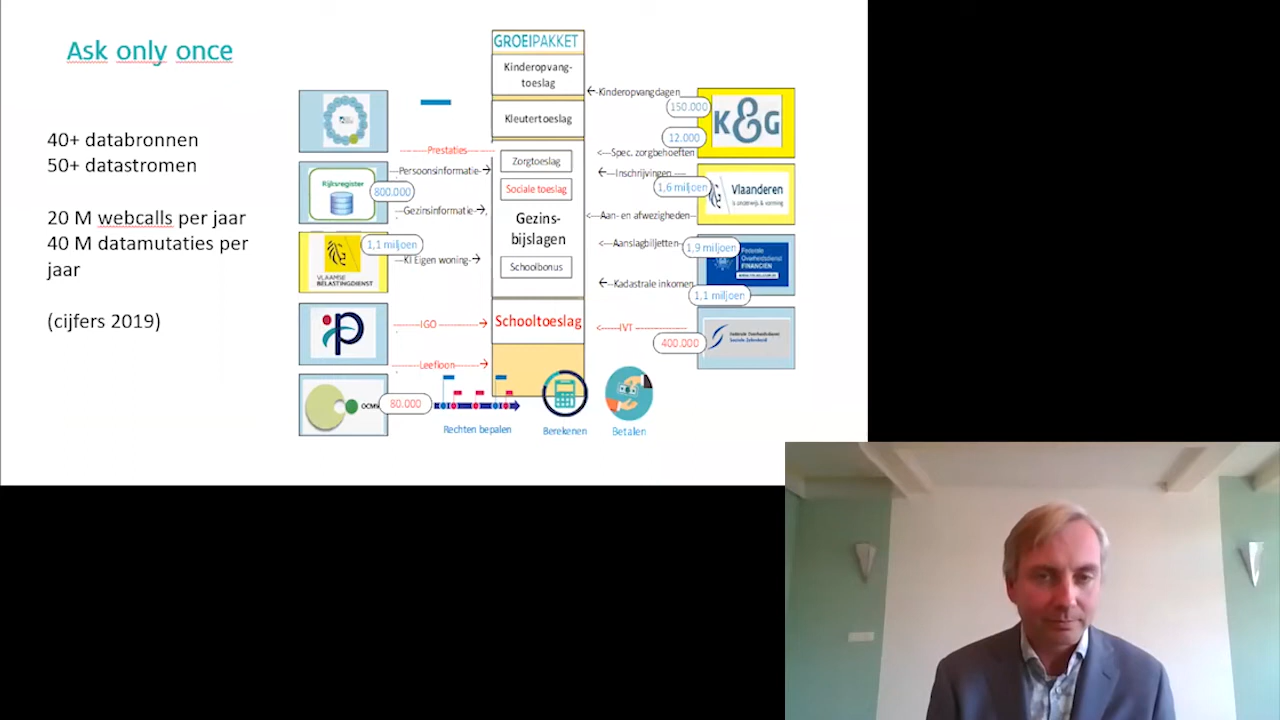 Ask only once
40+ databronnen
50+ datastromen
20 M webcalls per jaar
40 M datamutaties per
jaar
(cijfers 2019)
Prestaties
Rijksregister
Persoonsinformatie
800.000
Gezinsinformatie
1,1 miljoen
VLAAMSE
BELASTINGDIENST
KI Eigen woning
IGO
Leefloon
80.000
GROEIPAKKET
Kinderopvang-
toeslag
Kleutertoeslag
Zorgtoeslag
Sociale toeslag
Gezins-
bijslagen
Schoolbonus
Schooltoeslag
Rechten bepalen
Berekenen
Betalen
Kinderopvangdagen
150.000
K&G
12.000
Spec. zorgbehoeften
Inschrijvingen
1,6 miljoen
Vlaanderen
is onderwijs & vorming
Aan- en afwezigheden
Aanslagbiljetten
1,9 miljoen
Federale
Overheidsdienst
FINANCIEN
Kadastrale inkomen
1,1 miljoen
IVT
400.000
Federale Overheidsdienst
Sociale Zekerheid